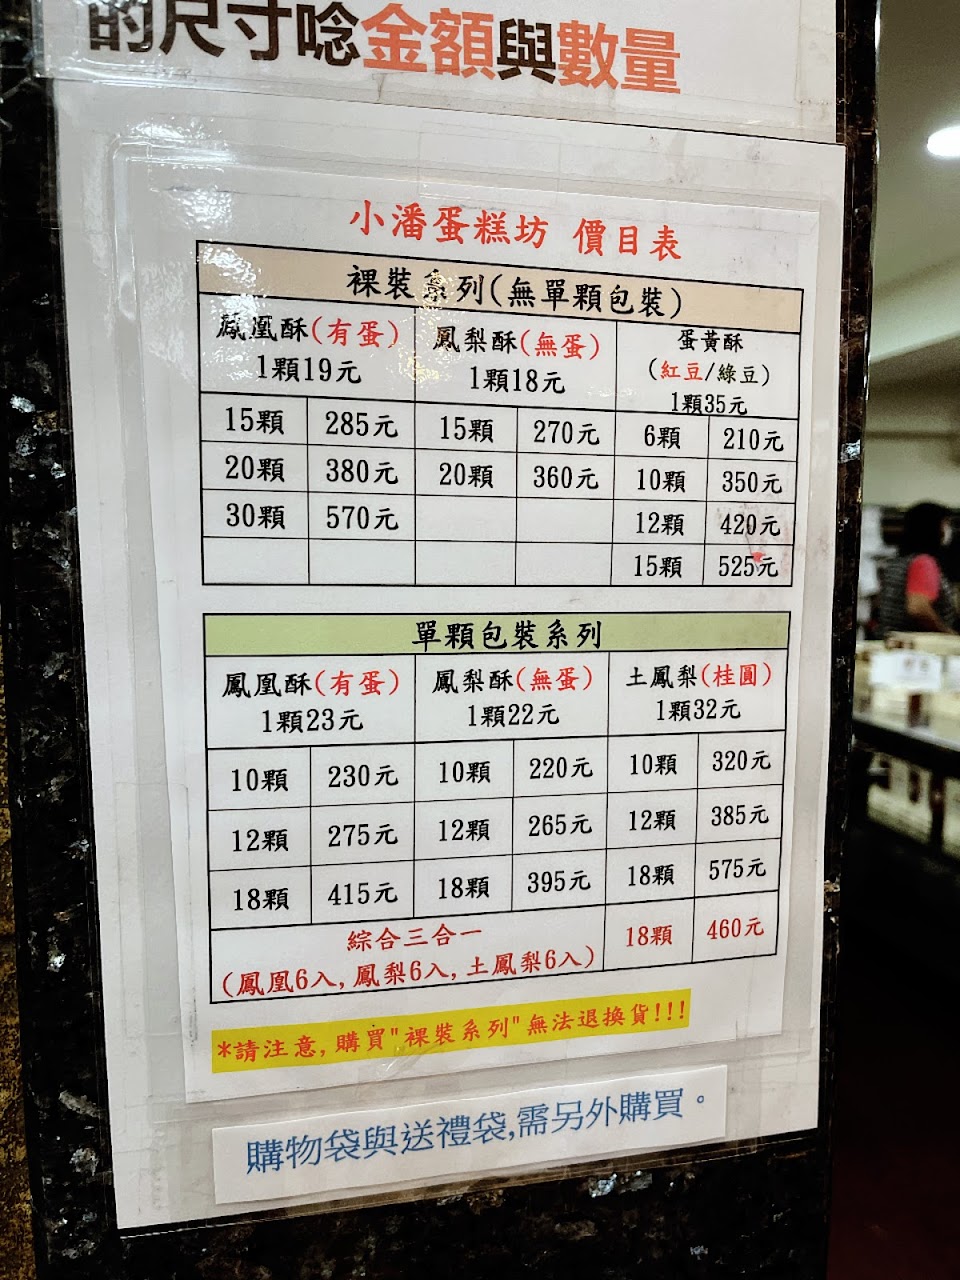 的尺寸唸金額與數量
小潘蛋糕坊 價目表
裸裝系列(無單顆包裝)
鳳凰酥(有蛋)
1顆19元
鳳梨酥(無蛋)
1顆18元
蛋黃酥
(紅豆/綠豆)
1顆35元
15顆 285元 15顆 270元 6顆 210元
20顆 380元 20顆 360元 10顆 350元
30顆 570元 12顆 420元
15顆 525元
單顆包裝系列
鳳凰酥(有蛋)
1顆23元
鳳梨酥(無蛋)
1顆22元
土鳳梨(桂圓)
1顆32元
10顆 230元 10顆 220元 10顆 320元
12顆 275元 12顆 265元 12顆 385元
18顆 415元 18顆 395元 18顆 575元
綜合三合一
(鳳凰6入,鳳梨6入,土鳳梨6入)
18顆 460元
*請注意,購買"裸裝系列"無法退換貨!!!
購物袋與送禮袋,需另外購買。